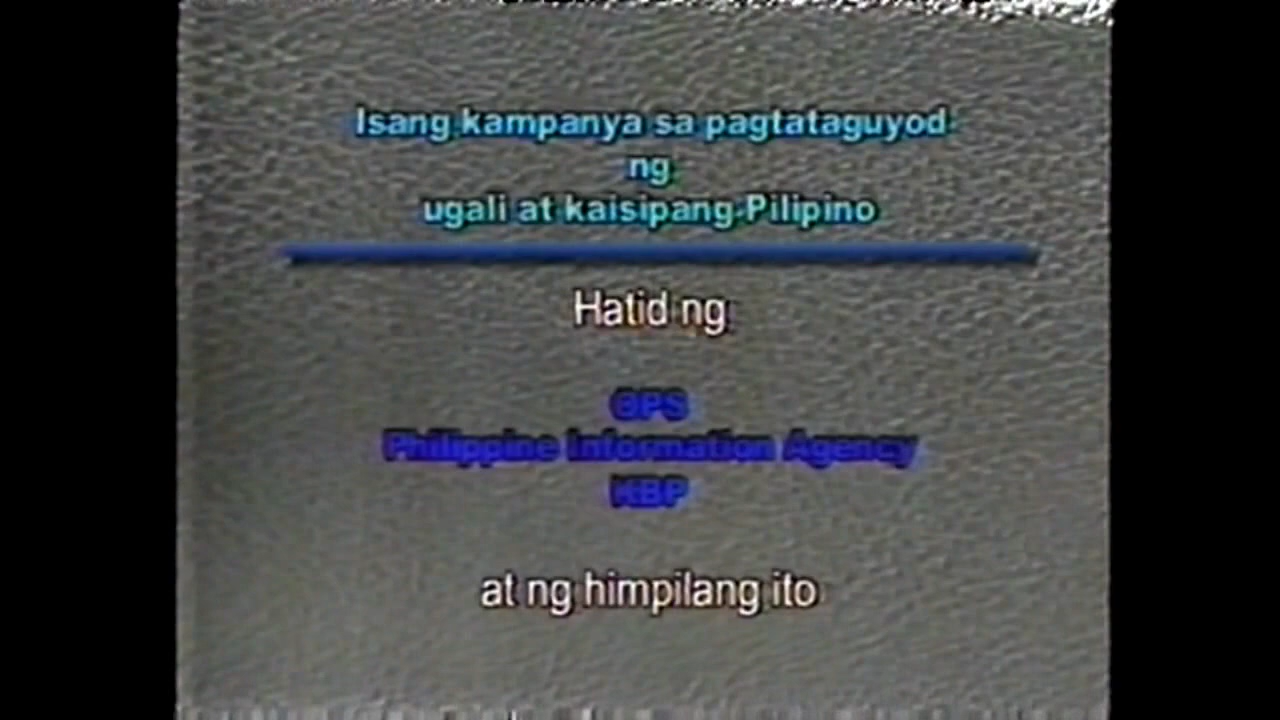 Isang kampanya sa pagtataguyod
ng
ugali at kaisipang Pilipino
Hatid ng
OPS
Philippine Information Agency
KBP
at ng himpilang ito